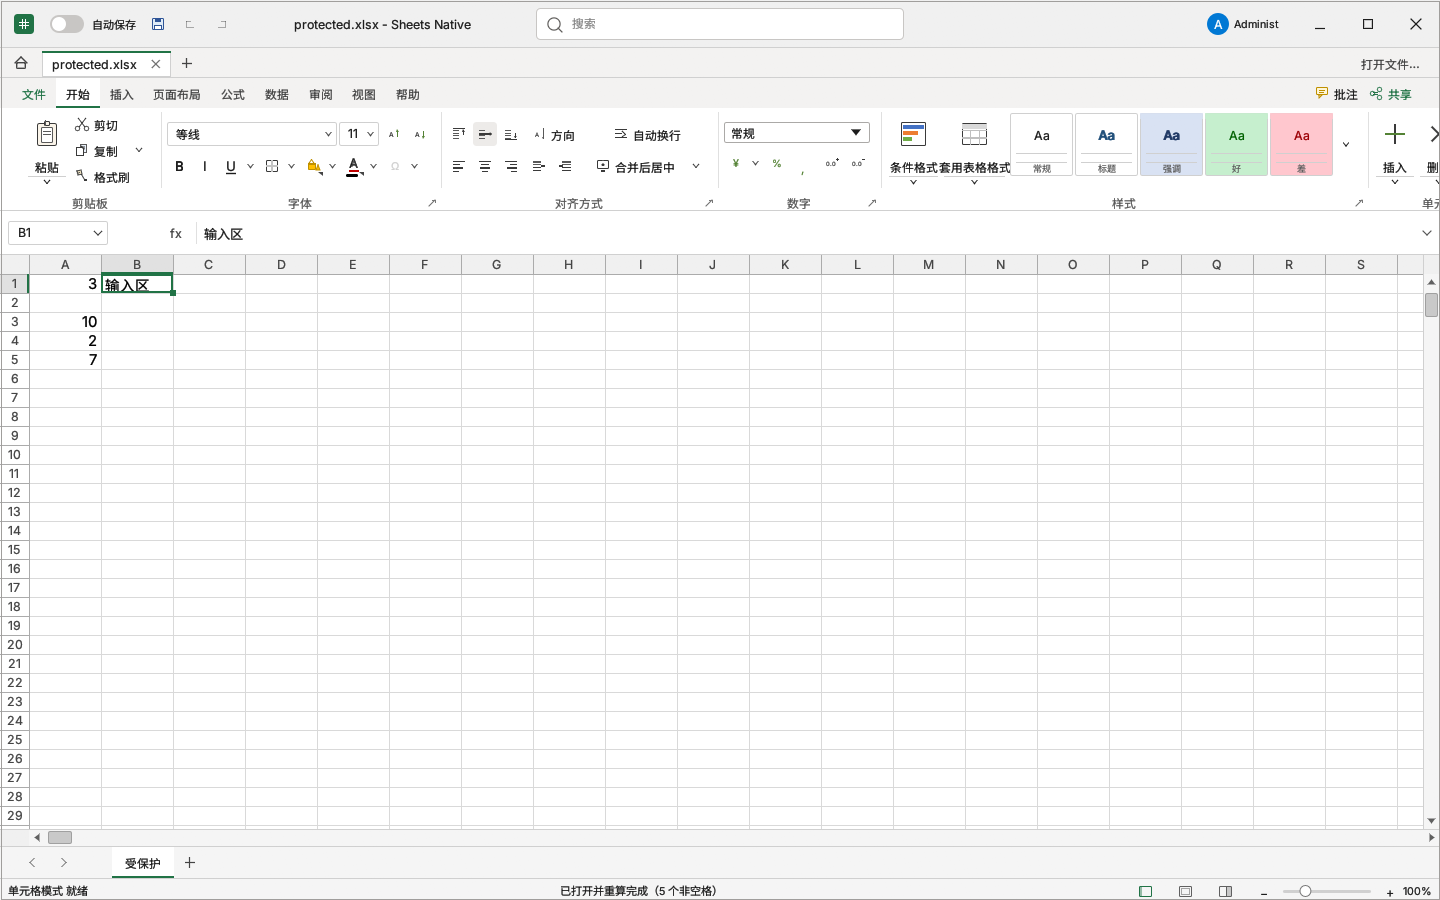 自动保存
protected.xlsx - Sheets Native
搜索
A
Administ
protected.xlsx
打开文件...
文件 开始 插入 页面布局 公式 数据 审阅 视图 帮助
批注 共享
粘贴
剪切
复制
格式刷
剪贴板
等线
11
A A
B I U A Ω
字体
方向
自动换行
合并后居中
对齐方式
常规
¥ % , 0.0 0.0
数字
条件格式
套用表格格式
Aa 常规
Aa 标题
Aa 强调
Aa 好
Aa 差
样式
插入
B1
fx
输入区
A B C D E F G H I J K L M N O P Q R S
1 3 输入区
2
3 10
4 2
5 7
6
7
8
9
10
11
12
13
14
15
16
17
18
19
20
21
22
23
24
25
26
27
28
29
受保护
单元格模式 就绪
已打开并重算完成（5 个非空格）
100%